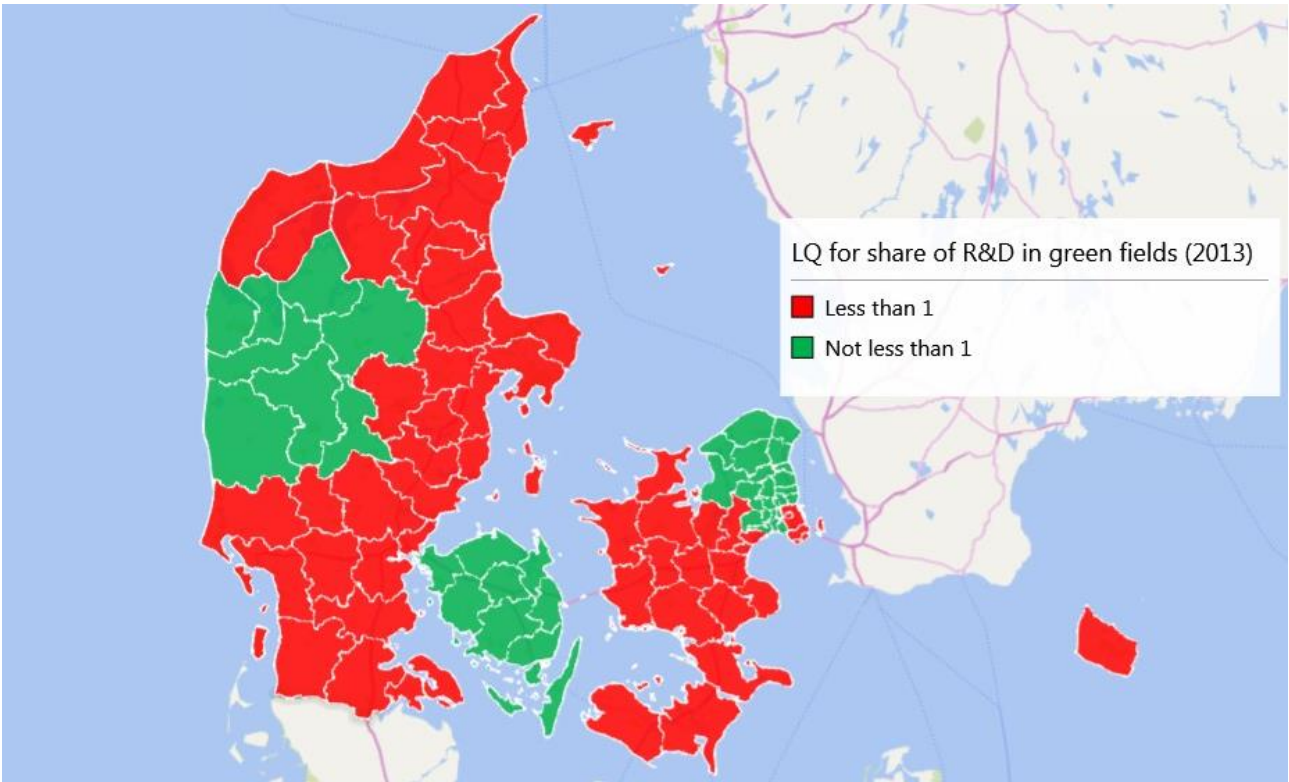 LQ for share of R&D in green fields (2013)
Less than 1
Not less than 1